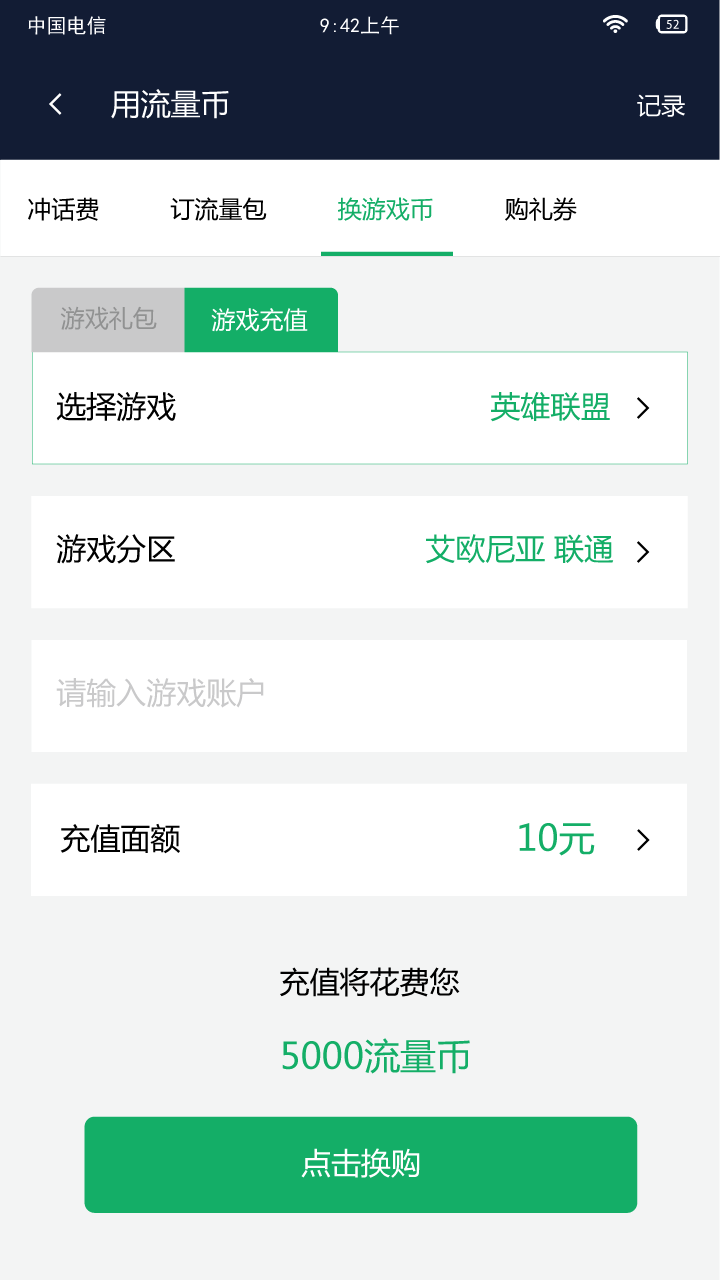 中国电信 9:42上午 52
用流量币 记录
冲话费 订流量包 换游戏币 购礼券
游戏礼包 游戏充值
选择游戏 英雄联盟
游戏分区 艾欧尼亚 联通
请输入游戏账户
充值面额 10元
充值将花费您
5000流量币
点击换购